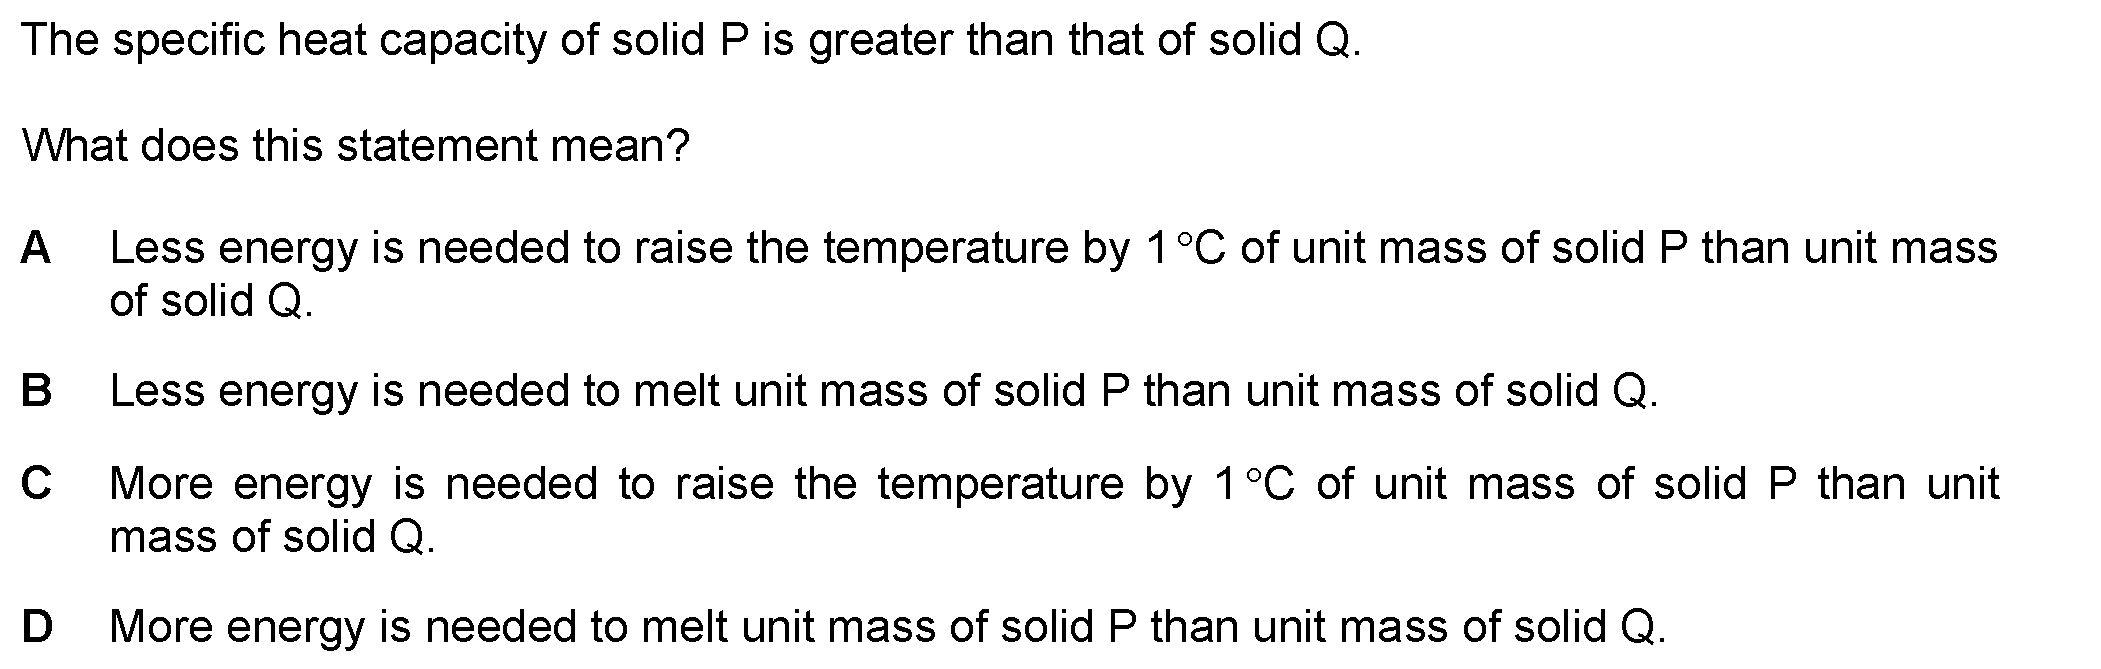 The specific heat capacity of solid P is greater than that of solid Q.
What does this statement mean?
A Less energy is needed to raise the temperature by 1 °C of unit mass of solid P than unit mass
of solid Q.
B Less energy is needed to melt unit mass of solid P than unit mass of solid Q.
C More energy is needed to raise the temperature by 1 °C of unit mass of solid P than unit
mass of solid Q.
D More energy is needed to melt unit mass of solid P than unit mass of solid Q.